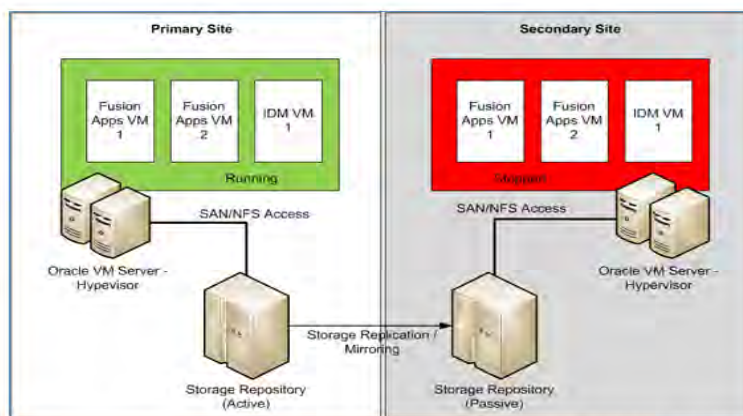 Primary Site
Fusion
Apps VM
1
Fusion
Apps VM
2
IDM VM
1
Running
SAN/NFS Access
Oracle VM Server -
Hypevisor
Storage Repository
(Active)
Storage Replication /
Mirroring
Secondary Site
Fusion
Apps VM
1
Fusion
Apps VM
2
IDM VM
1
Stopped
SAN/NFS Access
Oracle VM Server -
Hypervisor
Storage Repository
(Passive)